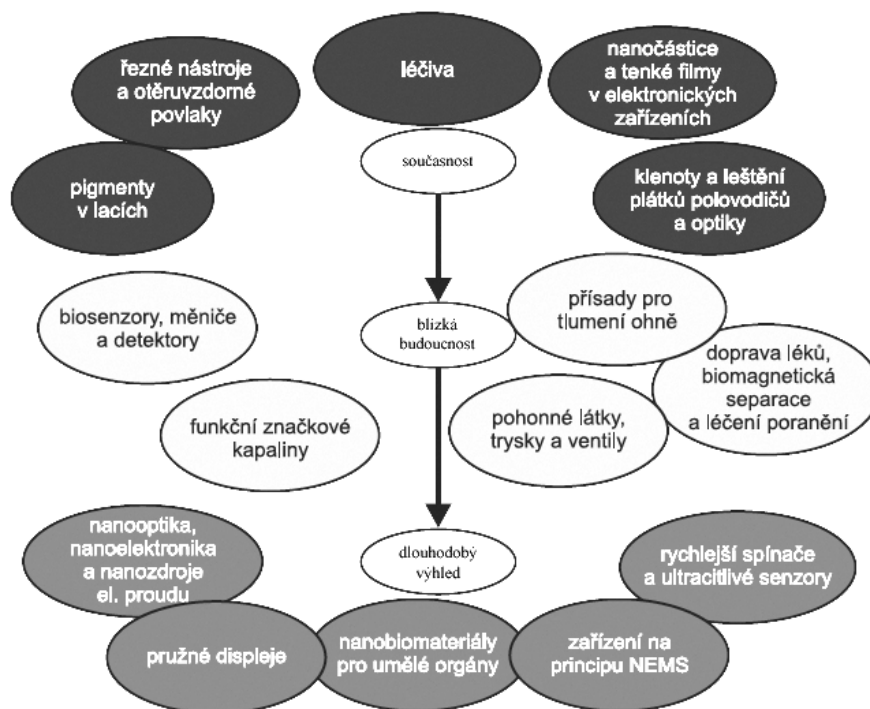 řezné nástroje
a otěruvzdorné
povlaky
léčiva
nanočástice
a tenké filmy
v elektronických
zařízeních
pigmenty
v lacích
současnost
klenoty a leštění
plátků polovodičů
a optiky
biosenzory, měniče
a detektory
blízká
budoucnost
přísady pro
tlumení ohně
doprava léků,
biomagnetická
separace
a léčení poranění
funkční značkové
kapaliny
pohonné látky,
trysky a ventily
nanooptika,
nanoelektronika
a nanozdroje
el. proudu
dlouhodobý
výhled
rychlejší spínače
a ultracitlivé senzory
pružné displeje
nanobiomateriály
pro umělé orgány
zařízení na
principu NEMS